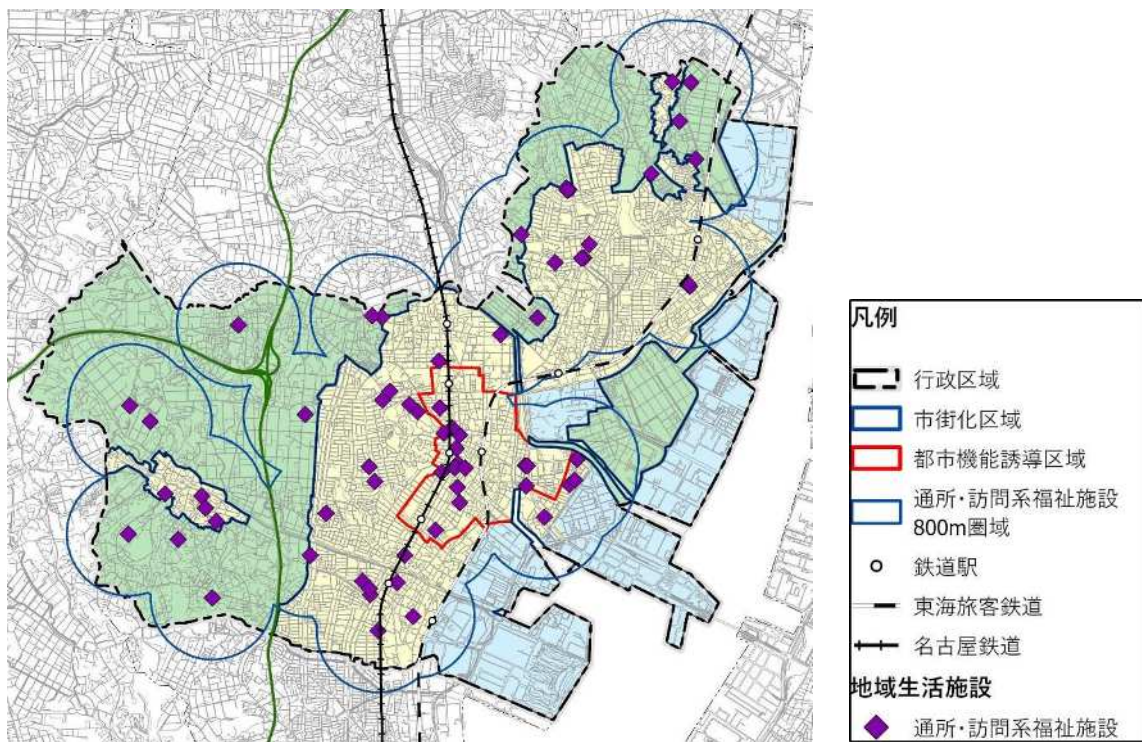 凡例
行政区域
市街化区域
都市機能誘導区域
通所・訪問系福祉施設
800m圏域
鉄道駅
東海旅客鉄道
名古屋鉄道
地域生活施設
通所・訪問系福祉施設